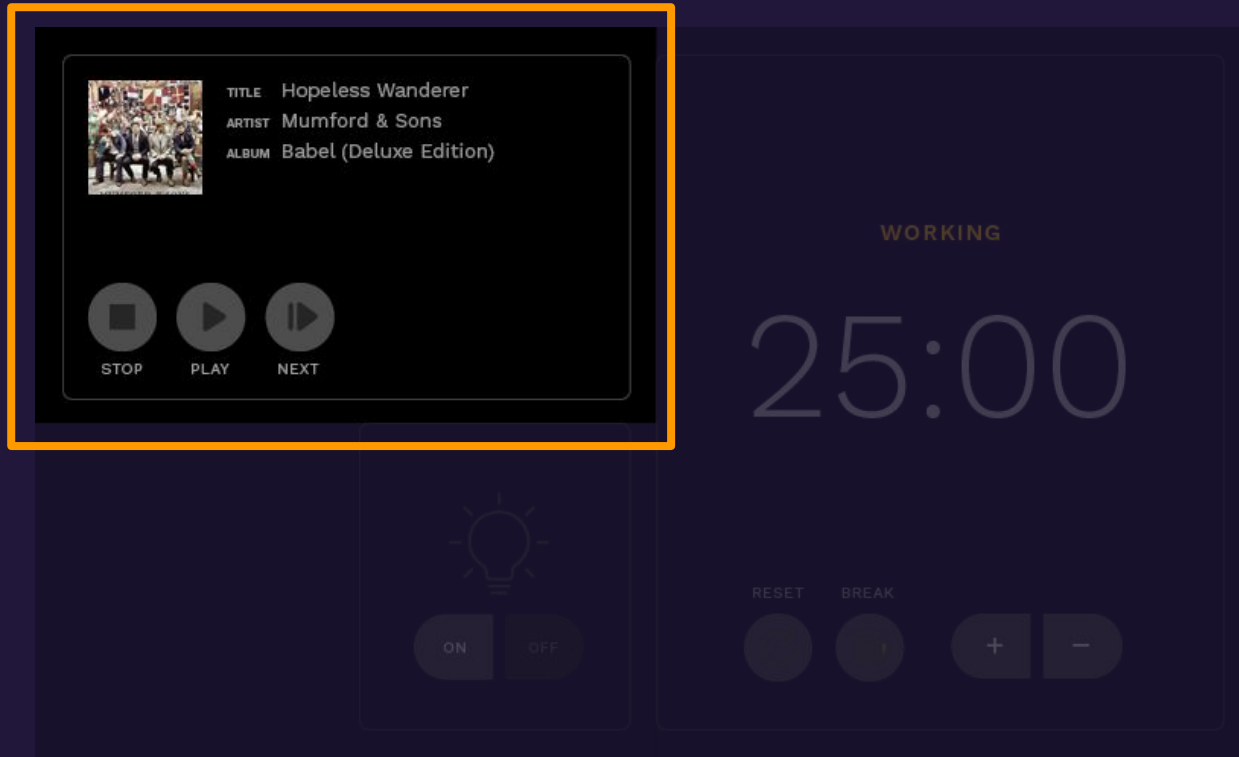 TITLE Hopeless Wanderer
ARTIST Mumford & Sons
ALBUM Babel (Deluxe Edition)
STOP PLAY NEXT
WORKING
25:00
RESET BREAK
ON OFF
+ −